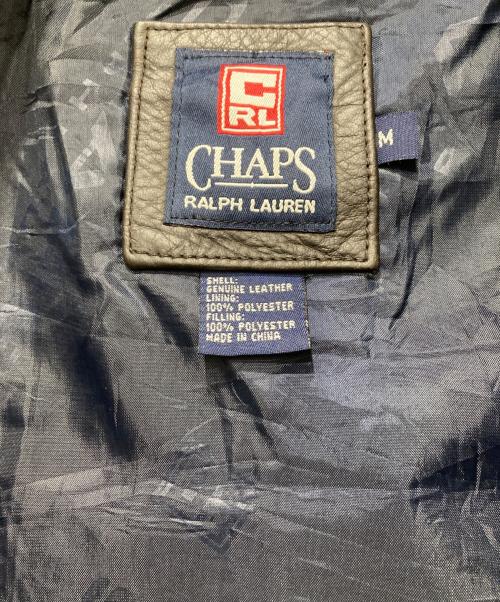 C
RL
CHAPS
RALPH LAUREN
M
SHELL:
GENUINE LEATHER
LINING:
100% POLYESTER
FILLING:
100% POLYESTER
MADE IN CHINA